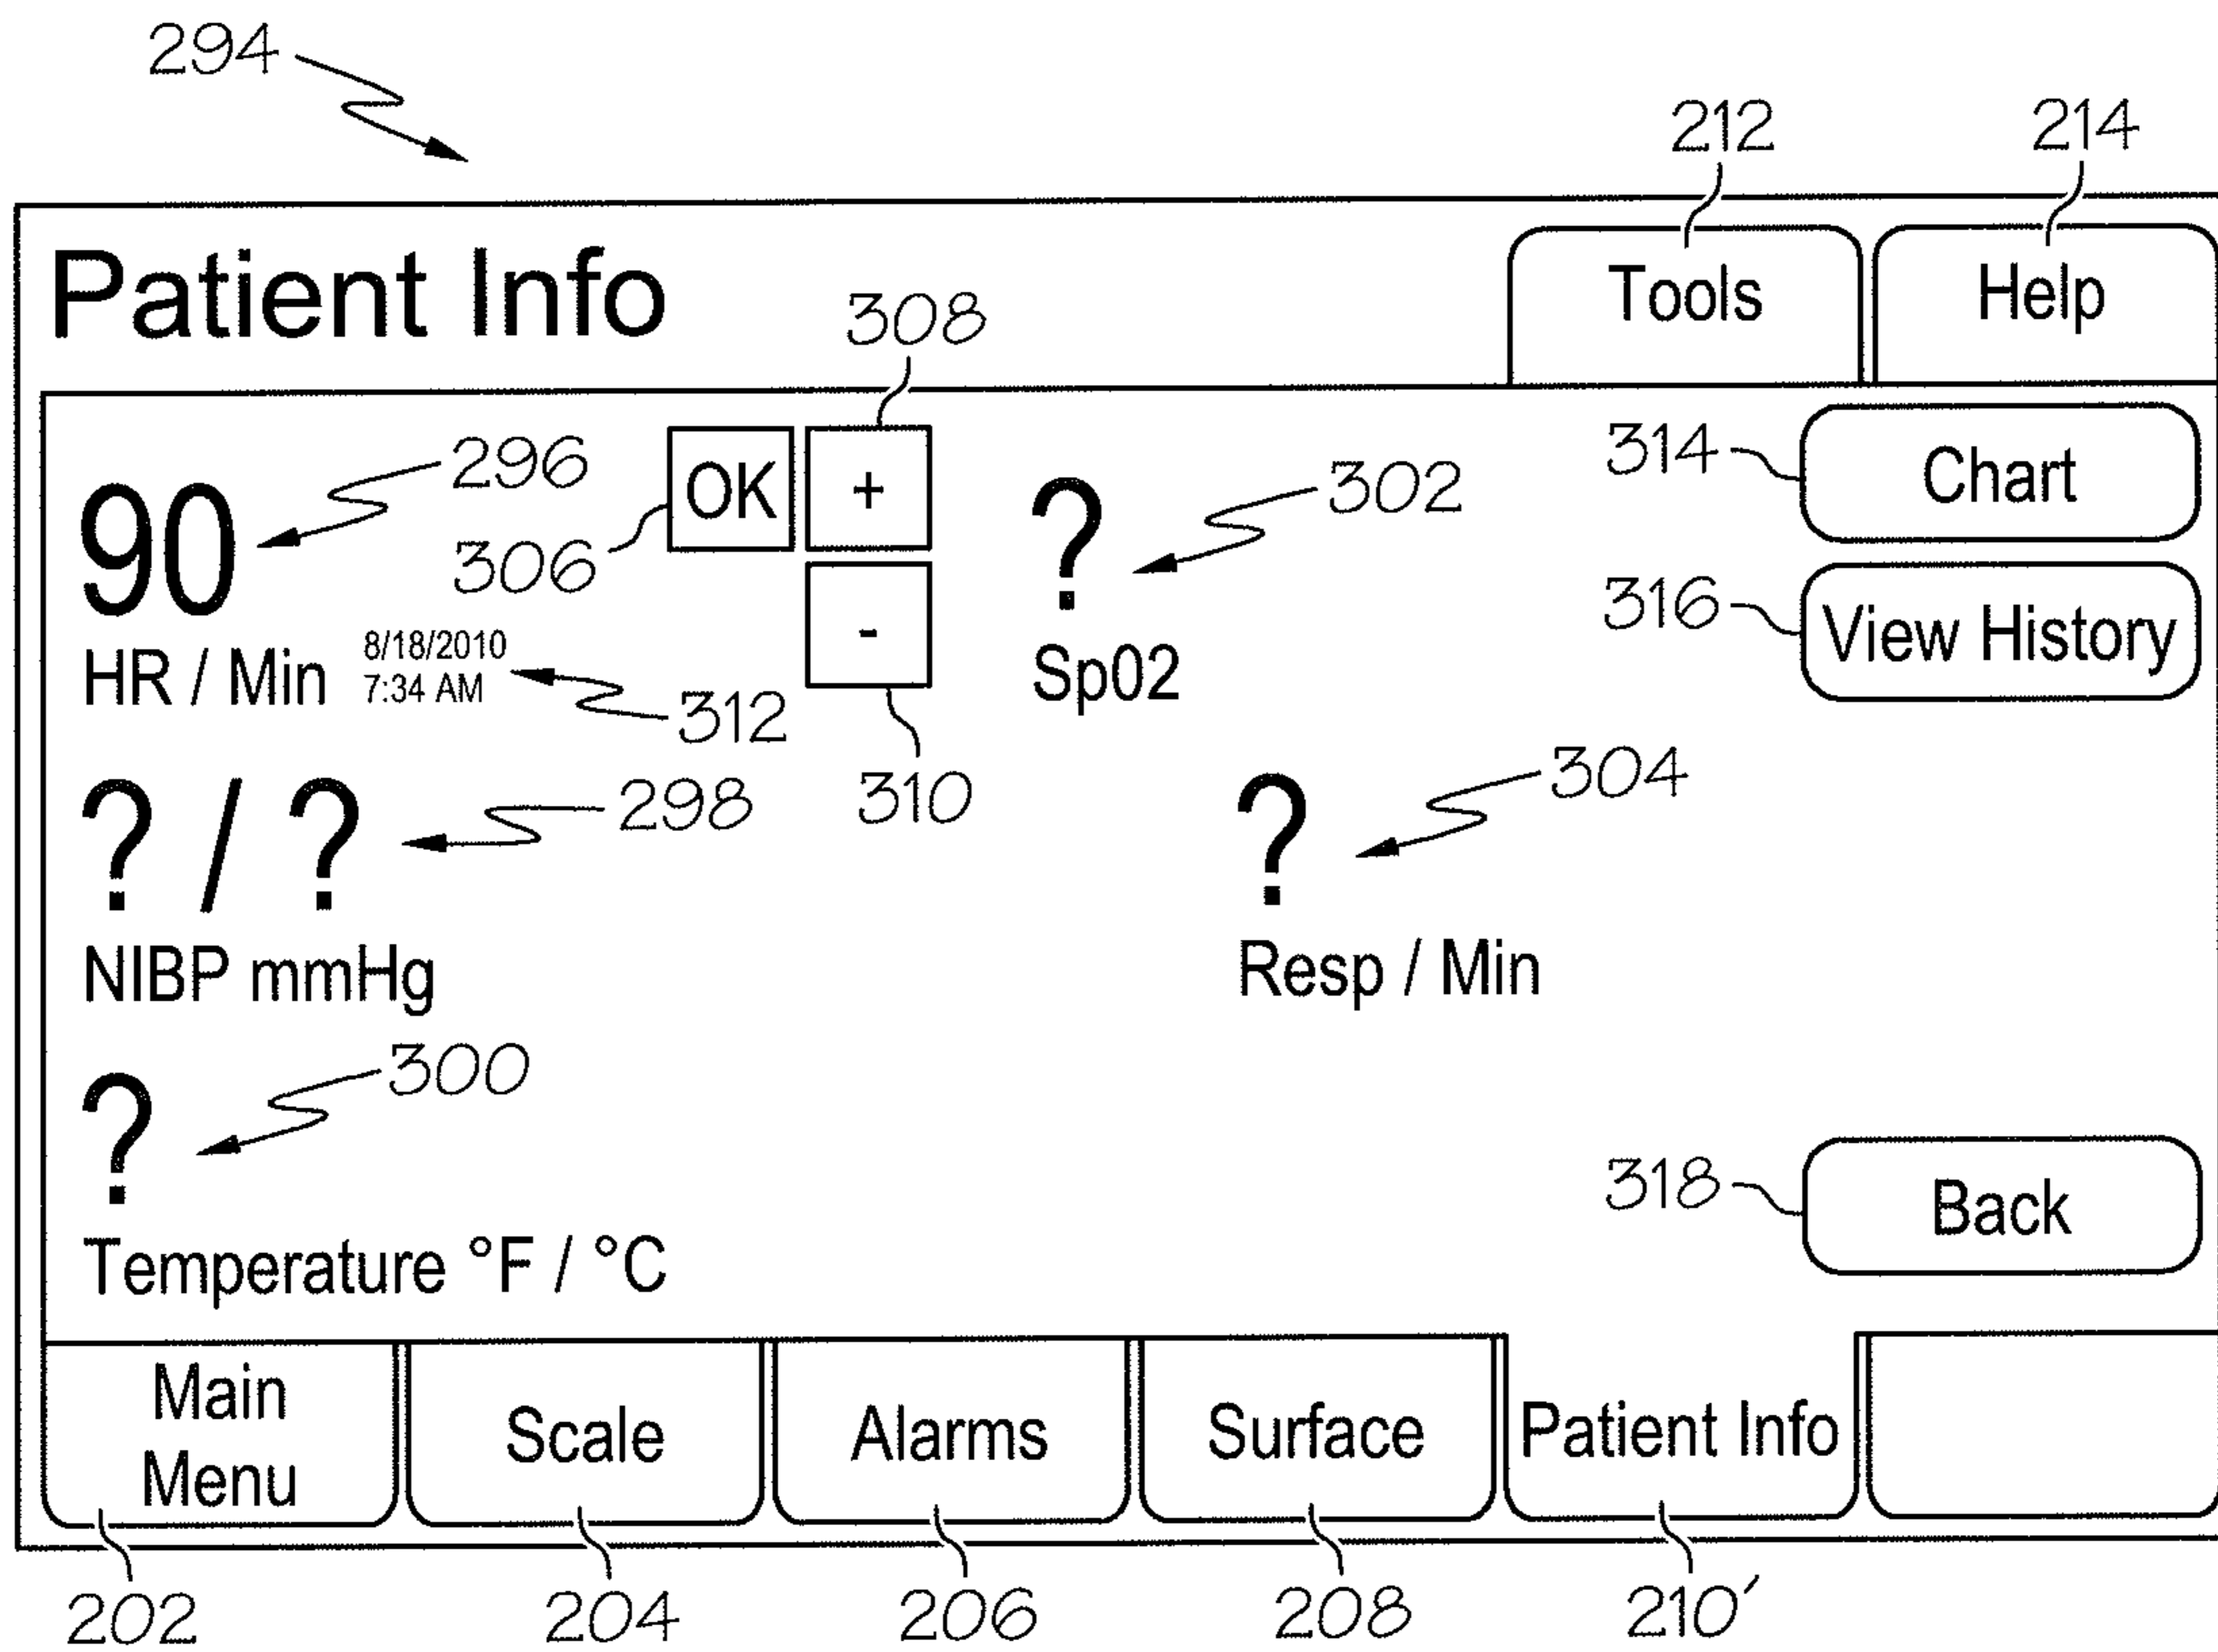 294
212
214
Patient Info
Tools
Help
308
296
OK
+
302
314
Chart
90
306
?
316
View History
-
HR / Min
8/18/2010
7:34 AM
312
Sp02
310
? / ?
298
?
304
NIBP mmHg
Resp / Min
?
300
318
Back
Temperature °F / °C
Main
Menu
Scale
Alarms
Surface
Patient Info
202
204
206
208
210'